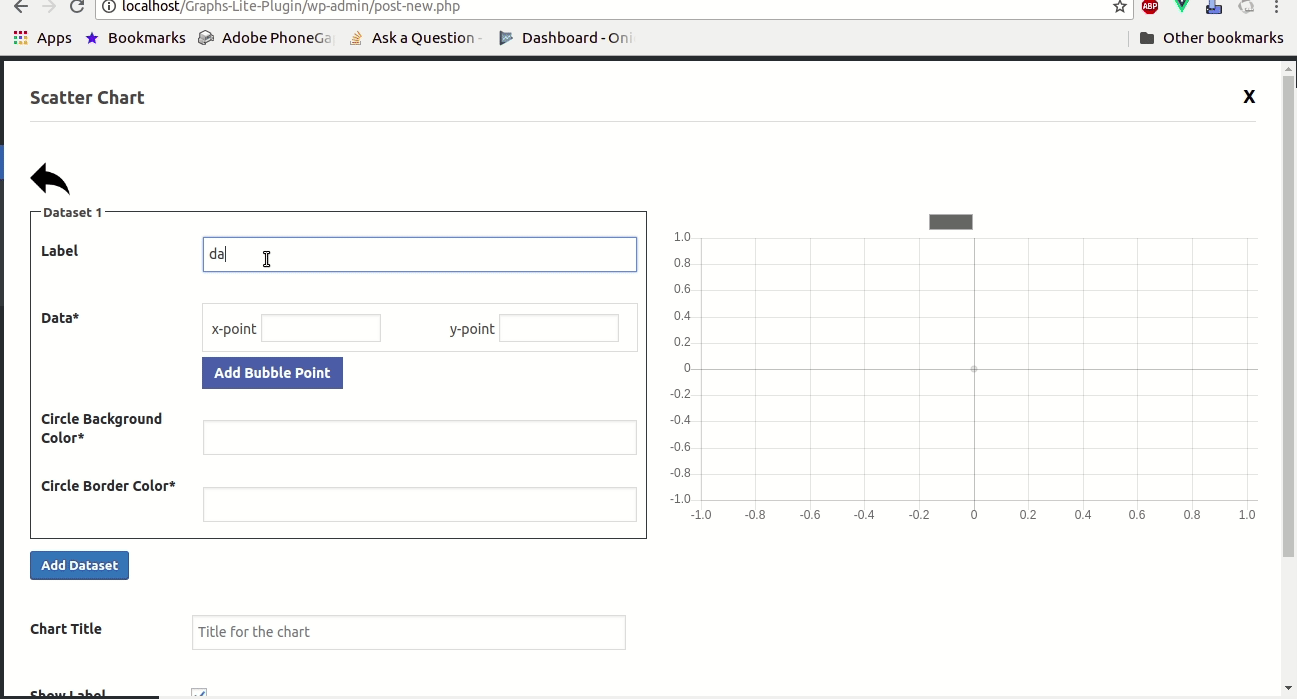 localhost/Graphs-Lite-Plugin/wp-admin/post-new.php
ABP
Apps Bookmarks Adobe PhoneGa Ask a Question - Dashboard - Oni Other bookmarks
Scatter Chart X
Dataset 1
Label da
Data* x-point y-point
Add Bubble Point
Circle Background
Color*
Circle Border Color*
Add Dataset
Chart Title Title for the chart
Show Label
1.0
0.8
0.6
0.4
0.2
0
-0.2
-0.4
-0.6
-0.8
-1.0
-1.0 -0.8 -0.6 -0.4 -0.2 0 0.2 0.4 0.6 0.8 1.0